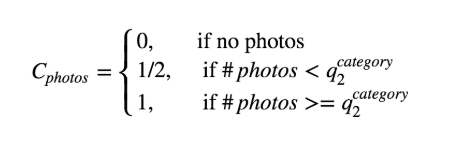 0, if no photos
C_photos = { 1/2, if # photos < q_2^category
1, if # photos >= q_2^category